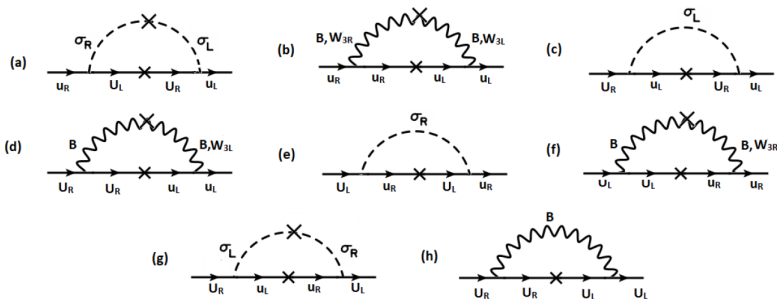 (a) σR σL uR UL UR uL
(b) B, W3R B,W3L uR uR uL uL
(c) σL UR uL UR uL
(d) B B,W3L UR UR uL uL
(e) σR UL uR UL uR
(f) B B, W3R UL UL uR uR
(g) σL σR UR uL uR UL
(h) B UR UR UL UL